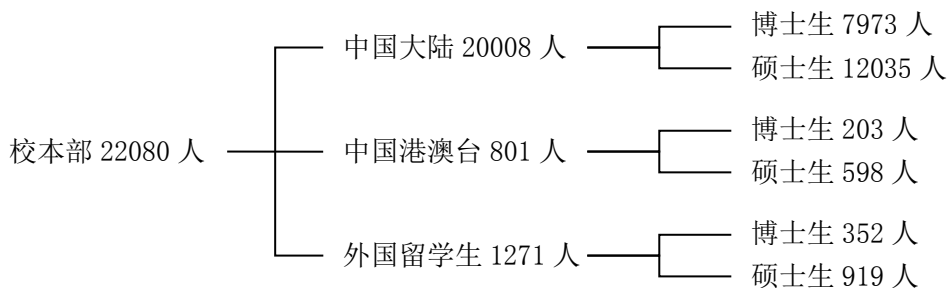 校本部 22080 人
中国大陆 20008 人
博士生 7973 人
硕士生 12035 人
中国港澳台 801 人
博士生 203 人
硕士生 598 人
外国留学生 1271 人
博士生 352 人
硕士生 919 人